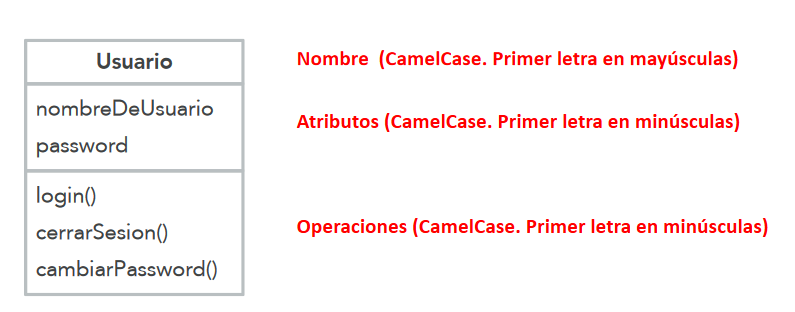 Usuario
Nombre  (CamelCase. Primer letra en mayúsculas)
nombreDeUsuario
password
Atributos (CamelCase. Primer letra en minúsculas)
login()
cerrarSesion()
cambiarPassword()
Operaciones (CamelCase. Primer letra en minúsculas)